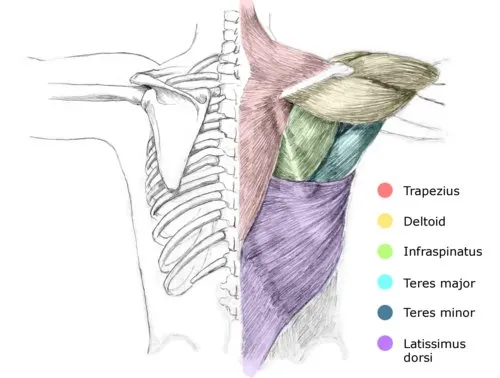 Trapezius
Deltoid
Infraspinatus
Teres major
Teres minor
Latissimus
dorsi